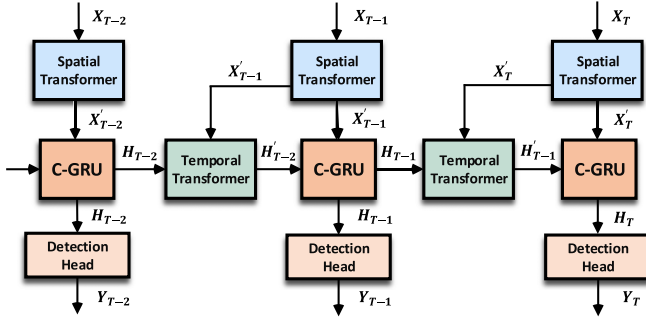 X_{T-2}
X_{T-1}
X_T
Spatial
Transformer
Spatial
Transformer
Spatial
Transformer
X'_{T-1}
X'_T
X'_{T-2}
X'_{T-1}
X'_T
C-GRU
H_{T-2}
Temporal
Transformer
H'_{T-2}
C-GRU
H_{T-1}
Temporal
Transformer
H'_{T-1}
C-GRU
H_{T-2}
H_{T-1}
H_T
Detection
Head
Detection
Head
Detection
Head
Y_{T-2}
Y_{T-1}
Y_T